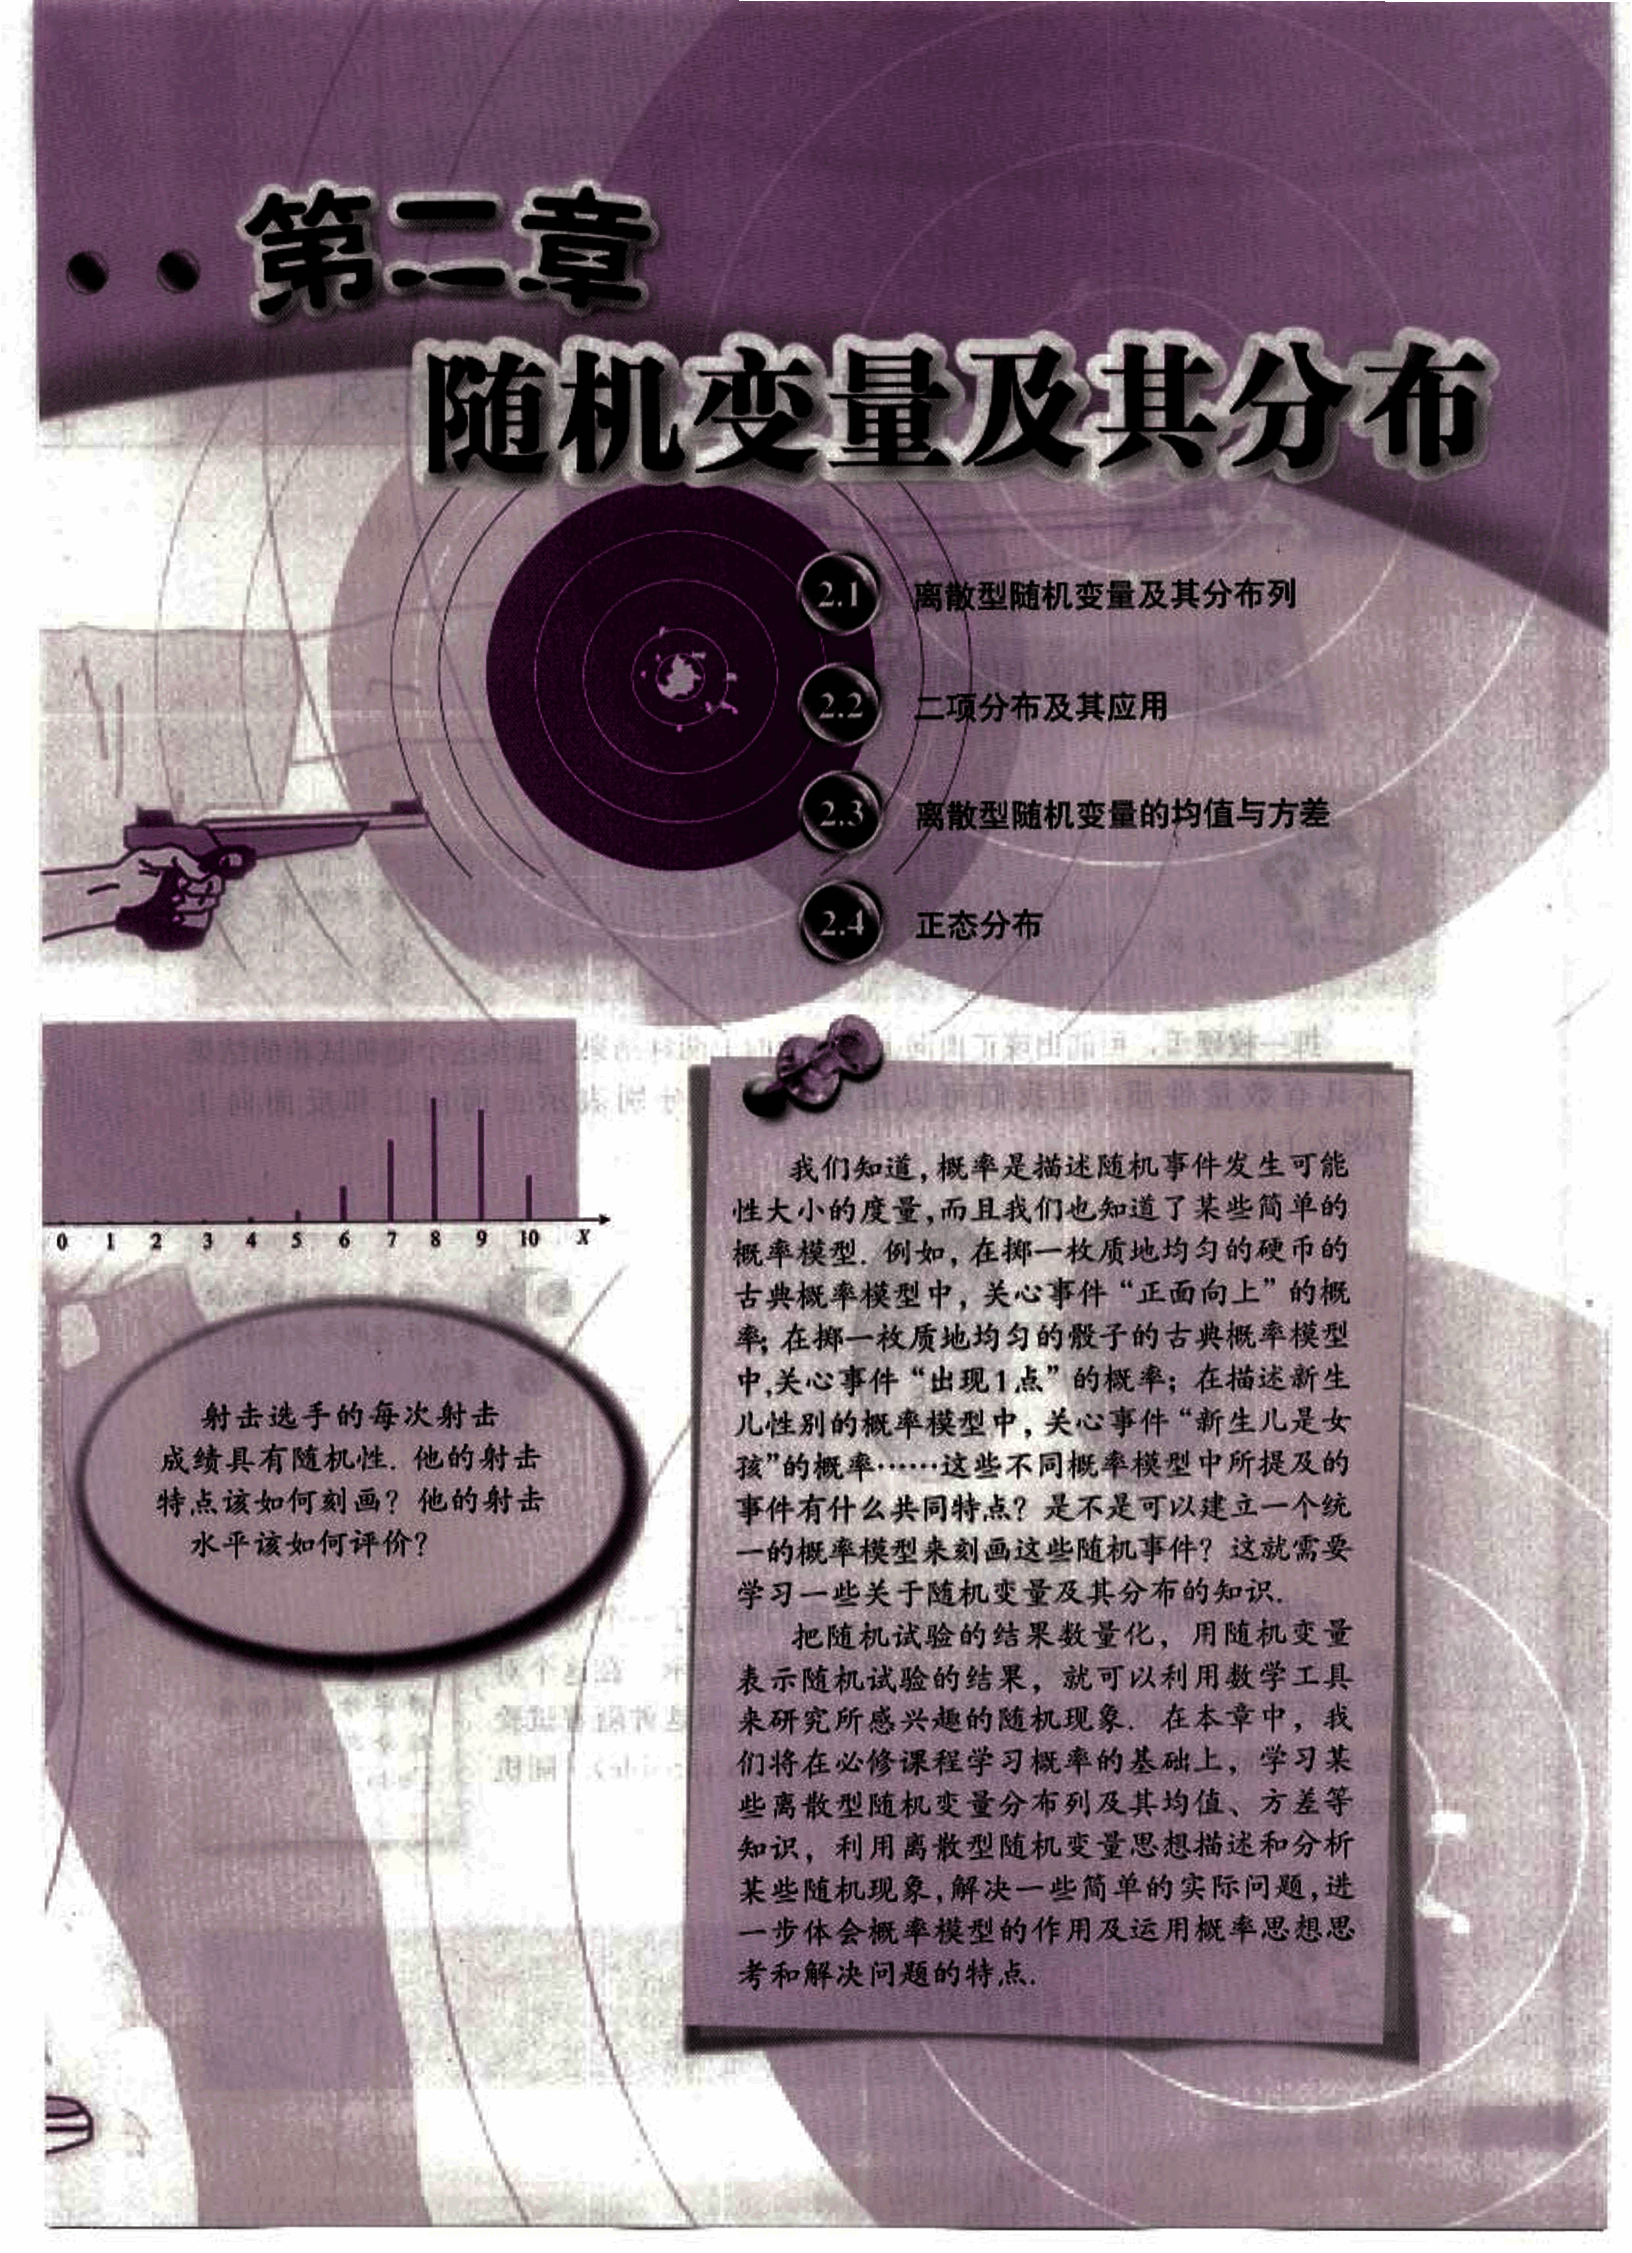 第二章
随机变量及其分布
2.1 离散型随机变量及其分布列
2.2 二项分布及其应用
2.3 离散型随机变量的均值与方差
2.4 正态分布
0 1 2 3 4 5 6 7 8 9 10 X
射击选手的每次射击
成绩具有随机性. 他的射击
特点该如何刻画? 他的射击
水平该如何评价?
我们知道,概率是描述随机事件发生可能
性大小的度量,而且我们也知道了某些简单的
概率模型. 例如, 在掷一枚质地均匀的硬币的
古典概率模型中, 关心事件“正面向上”的概
率; 在掷一枚质地均匀的骰子的古典概率模型
中,关心事件“出现1点”的概率; 在描述新生
儿性别的概率模型中, 关心事件“新生儿是女
孩”的概率……这些不同概率模型中所提及的
事件有什么共同特点? 是不是可以建立一个统
一的概率模型来刻画这些随机事件? 这就需要
学习一些关于随机变量及其分布的知识.
把随机试验的结果数量化, 用随机变量
表示随机试验的结果, 就可以利用数学工具
来研究所感兴趣的随机现象. 在本章中, 我
们将在必修课程学习概率的基础上, 学习某
些离散型随机变量分布列及其均值、方差等
知识, 利用离散型随机变量思想描述和分析
某些随机现象,解决一些简单的实际问题,进
一步体会概率模型的作用及运用概率思想思
考和解决问题的特点.